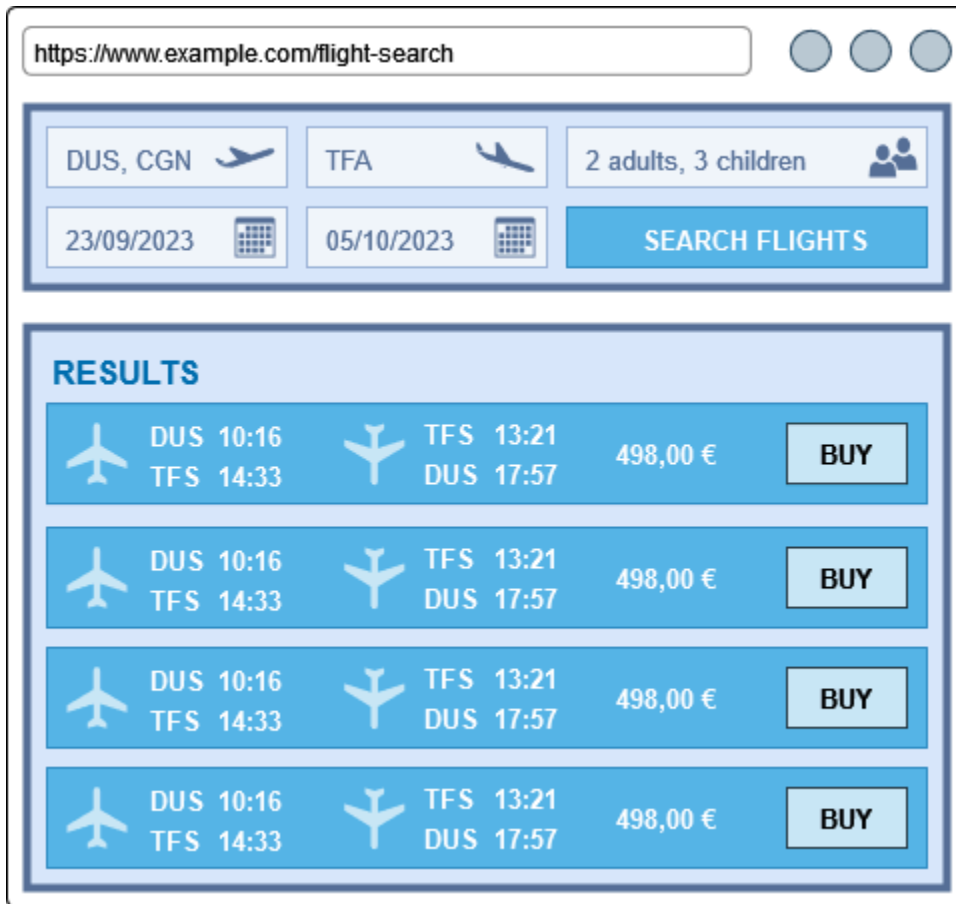 https://www.example.com/flight-search
DUS, CGN TFA 2 adults, 3 children
23/09/2023 05/10/2023 SEARCH FLIGHTS
RESULTS
DUS 10:16 TFS 13:21
TFS 14:33 DUS 17:57
498,00 € BUY
DUS 10:16 TFS 13:21
TFS 14:33 DUS 17:57
498,00 € BUY
DUS 10:16 TFS 13:21
TFS 14:33 DUS 17:57
498,00 € BUY
DUS 10:16 TFS 13:21
TFS 14:33 DUS 17:57
498,00 € BUY